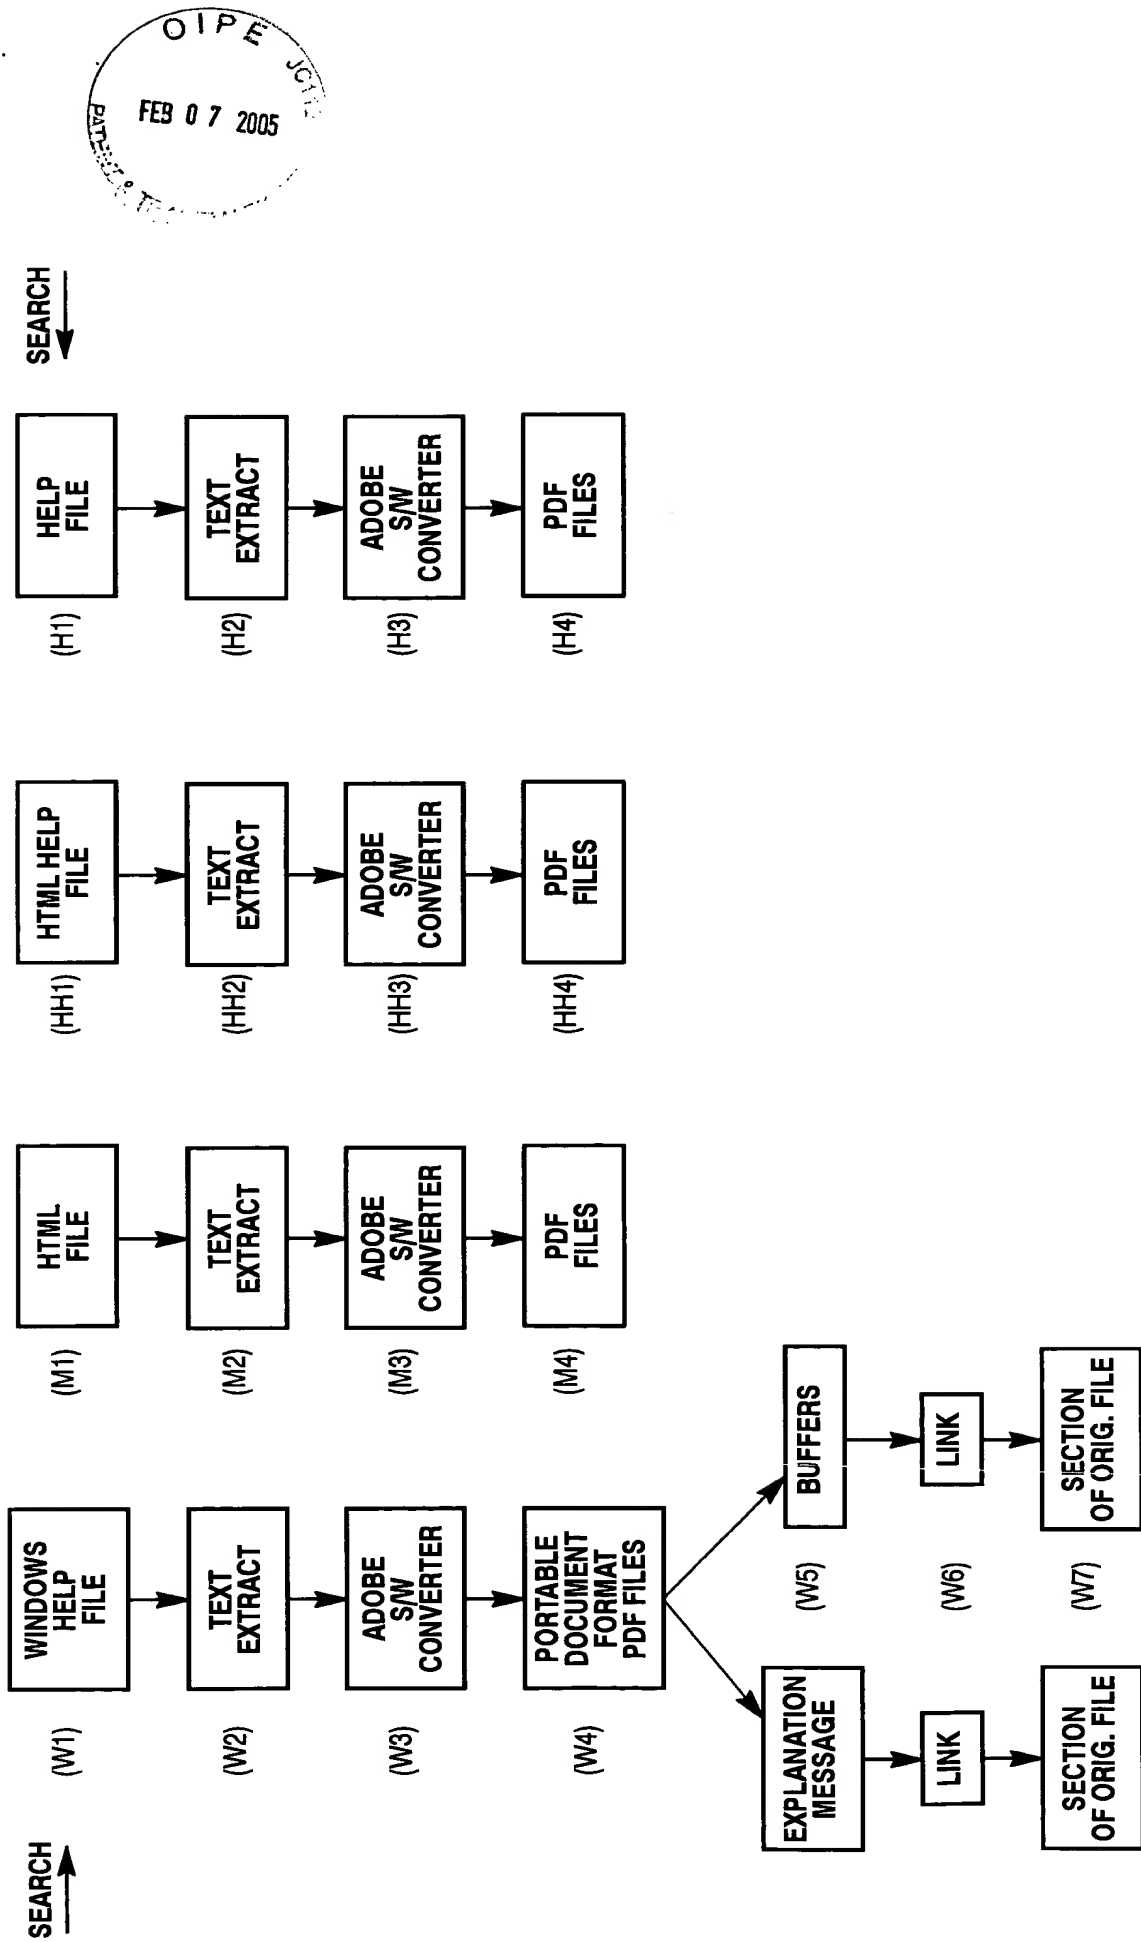 OIPE
FEB 0 7 2005
SEARCH
SEARCH
(W1)
WINDOWS
HELP
FILE
(M1)
HTML
FILE
(HH1)
HTML HELP
FILE
(H1)
HELP
FILE
(W2)
TEXT
EXTRACT
(M2)
TEXT
EXTRACT
(HH2)
TEXT
EXTRACT
(H2)
TEXT
EXTRACT
(W3)
ADOBE
S/W
CONVERTER
(M3)
ADOBE
S/W
CONVERTER
(HH3)
ADOBE
S/W
CONVERTER
(H3)
ADOBE
S/W
CONVERTER
(W4)
PORTABLE
DOCUMENT
FORMAT
PDF FILES
(M4)
PDF
FILES
(HH4)
PDF
FILES
(H4)
PDF
FILES
EXPLANATION
MESSAGE
(W5)
BUFFERS
LINK
(W6)
LINK
SECTION
OF ORIG. FILE
(W7)
SECTION
OF ORIG. FILE